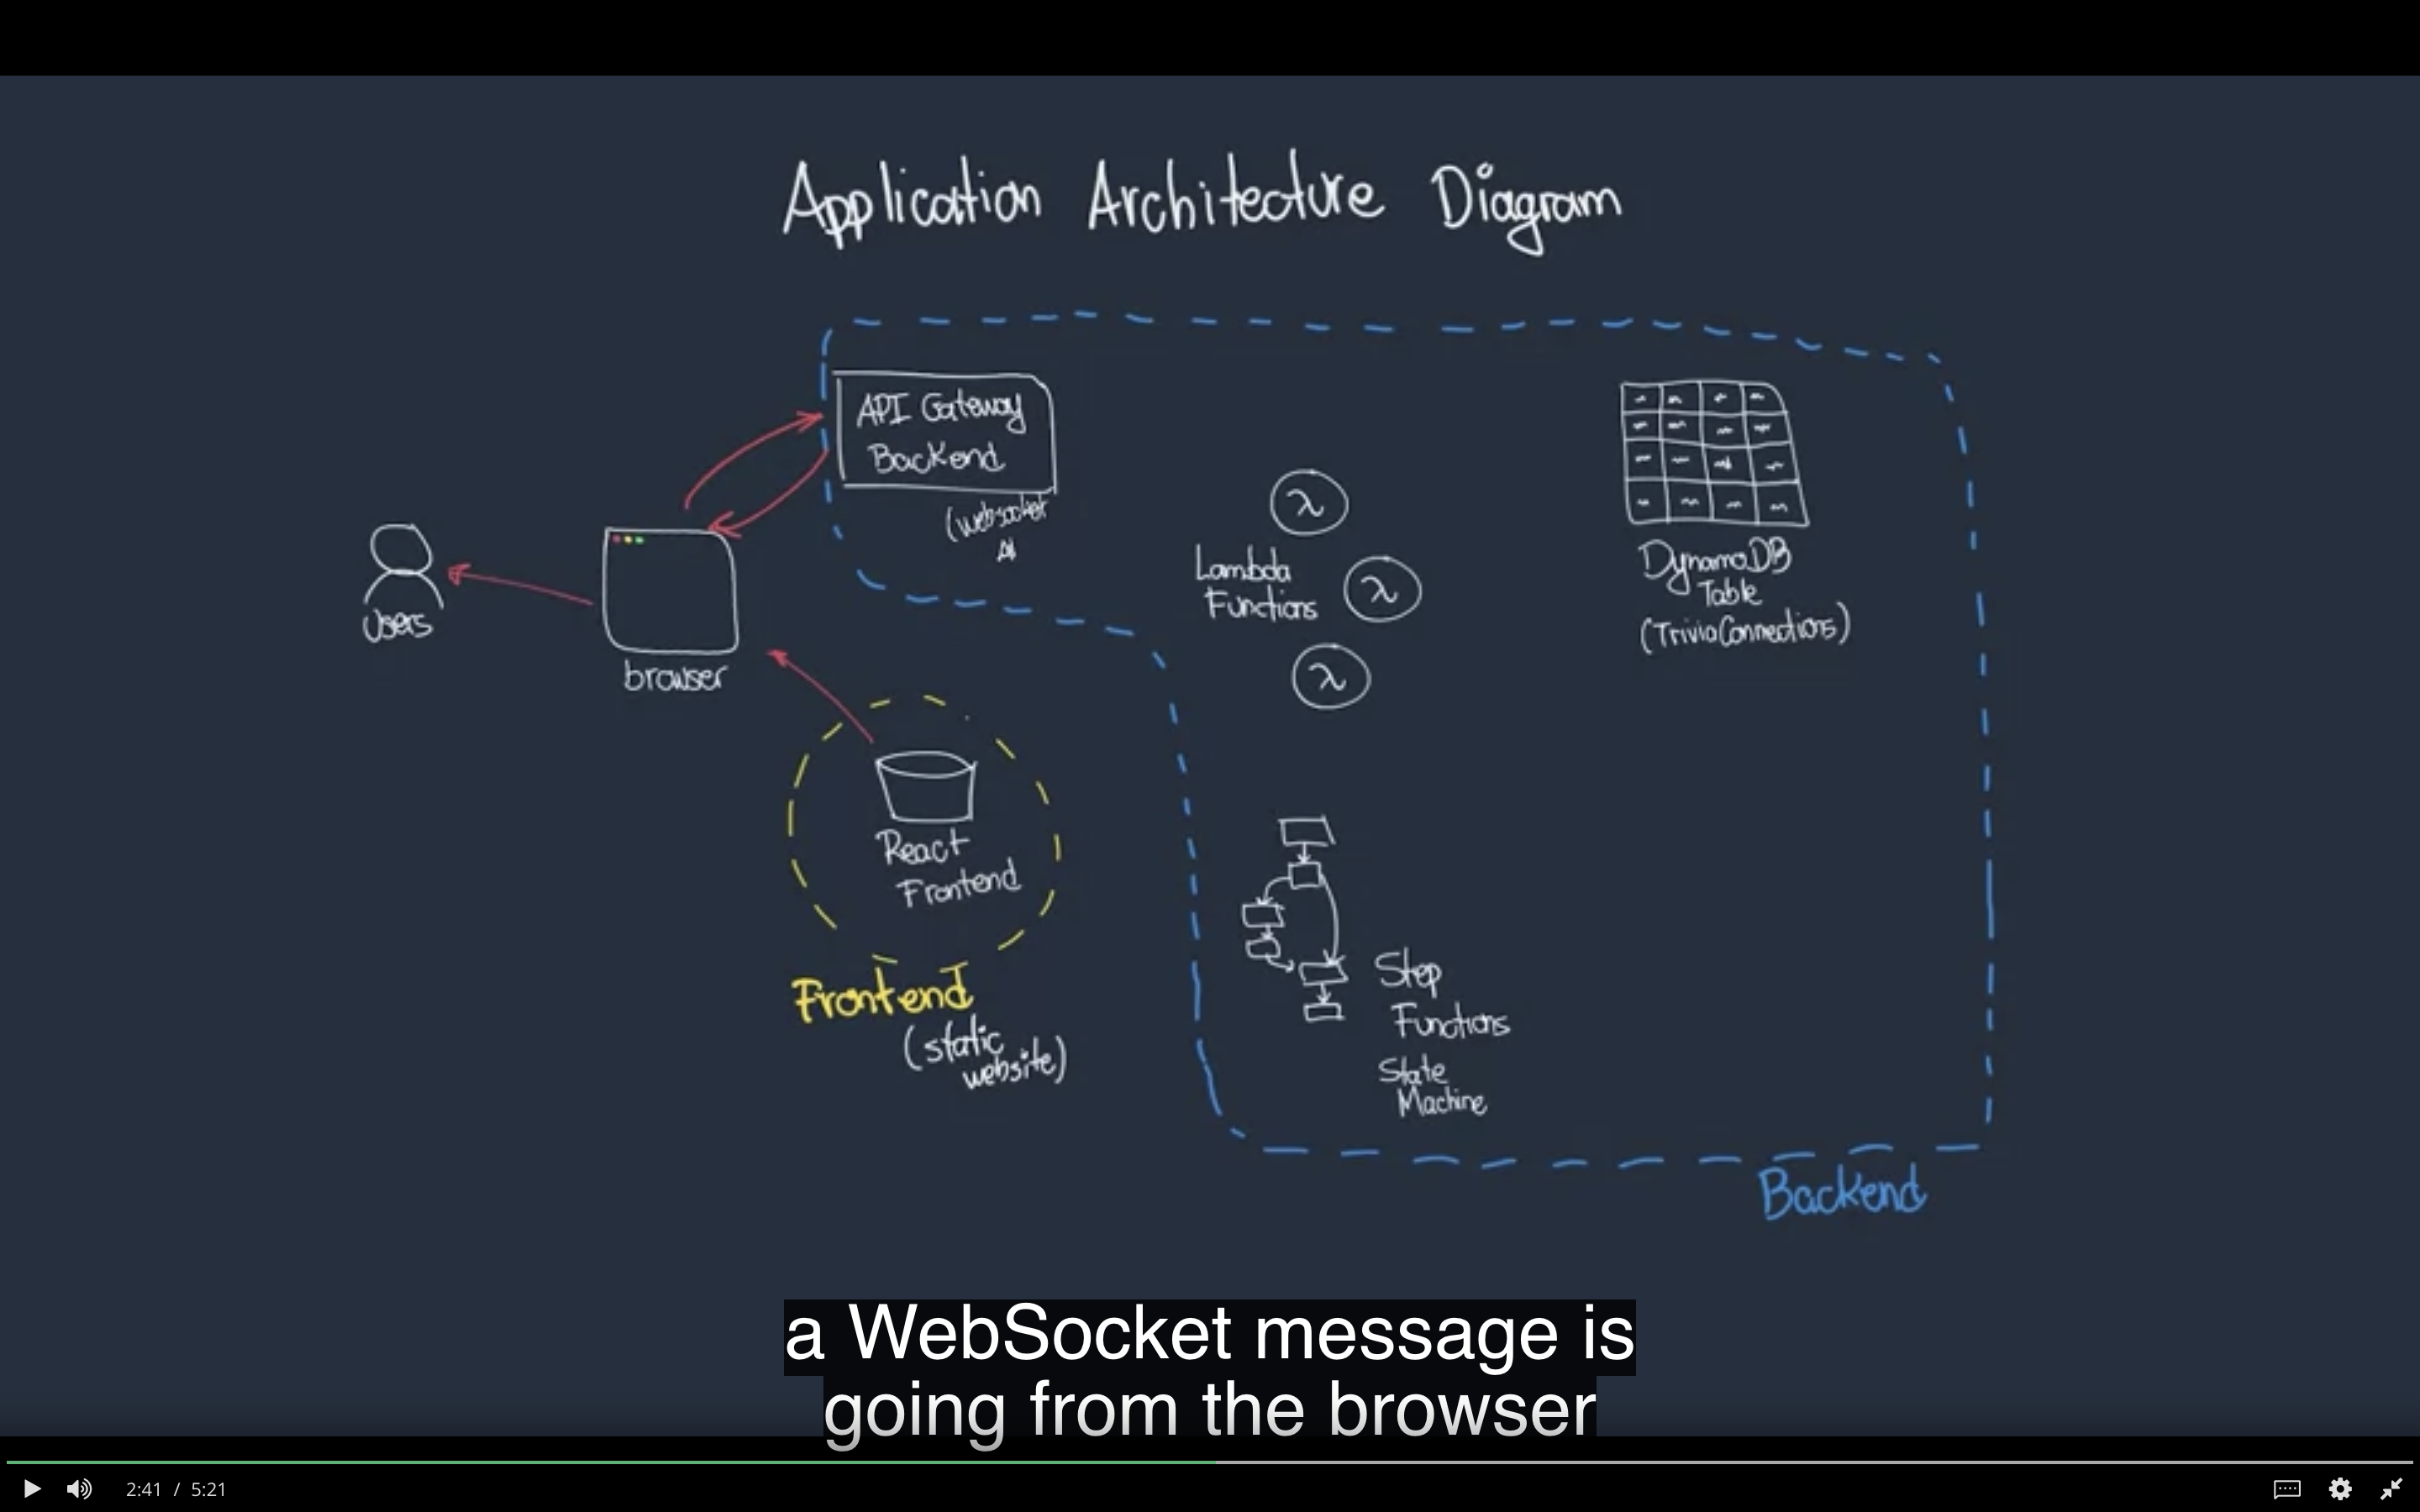 Application Architecture Diagram
API Gateway
Backend
(websocket
Users
browser
Lambda
Functions
λ
λ
λ
DynamoDB
Table
(TriviaConnections)
React
Frontend
Frontend
(static
website)
Step
Functions
State
Machine
Backend
a WebSocket message is
going from the browser
2:41 / 5:21